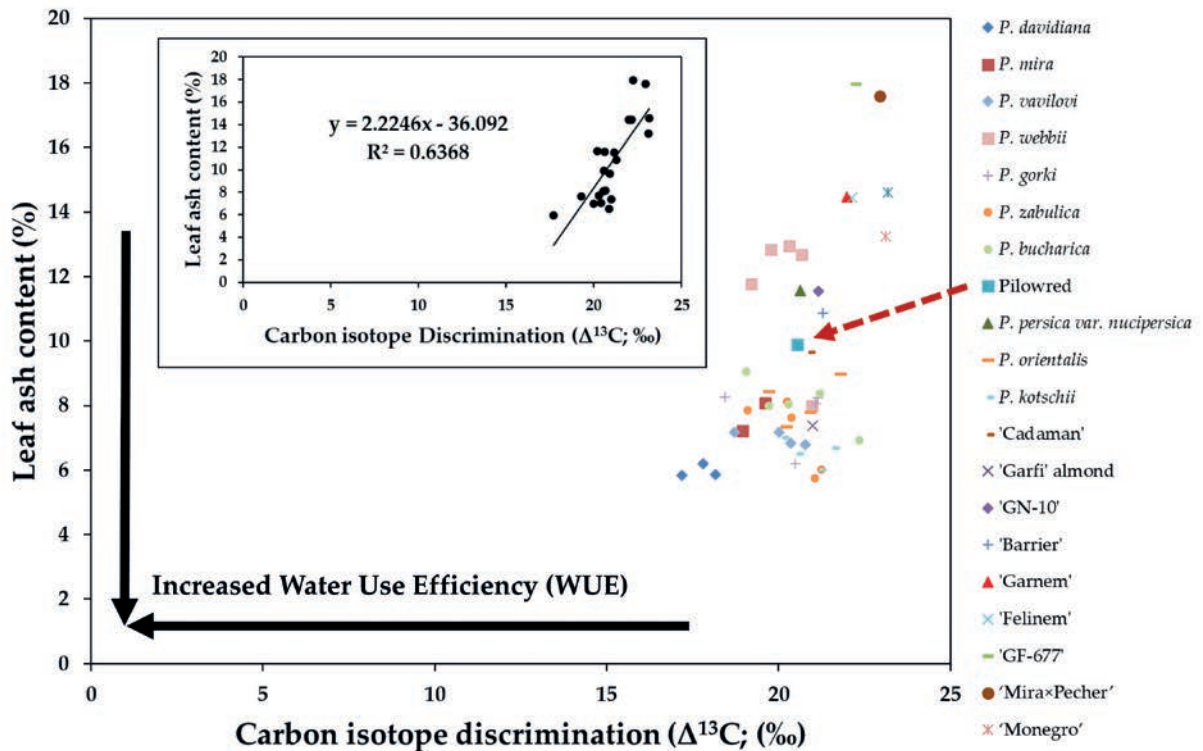 20
18
16
14
12
10
8
6
4
2
0
Leaf ash content (%)
20
18
16
14
12
10
8
6
4
2
0
Leaf ash content (%)
y = 2.2246x - 36.092
R² = 0.6368
0 5 10 15 20 25
Carbon isotope Discrimination (Δ¹³C; ‰)
Increased Water Use Efficiency (WUE)
0 5 10 15 20 25
Carbon isotope discrimination (Δ¹³C; (‰)
P. davidiana
P. mira
P. vavilovi
P. webbii
P. gorki
P. zabulica
P. bucharica
Pilowred
P. persica var. nucipersica
P. orientalis
P. kotschii
'Cadaman'
'Garfi' almond
'GN-10'
'Barrier'
'Garnem'
'Felinem'
'GF-677'
'Mira×Pecher'
'Monegro'